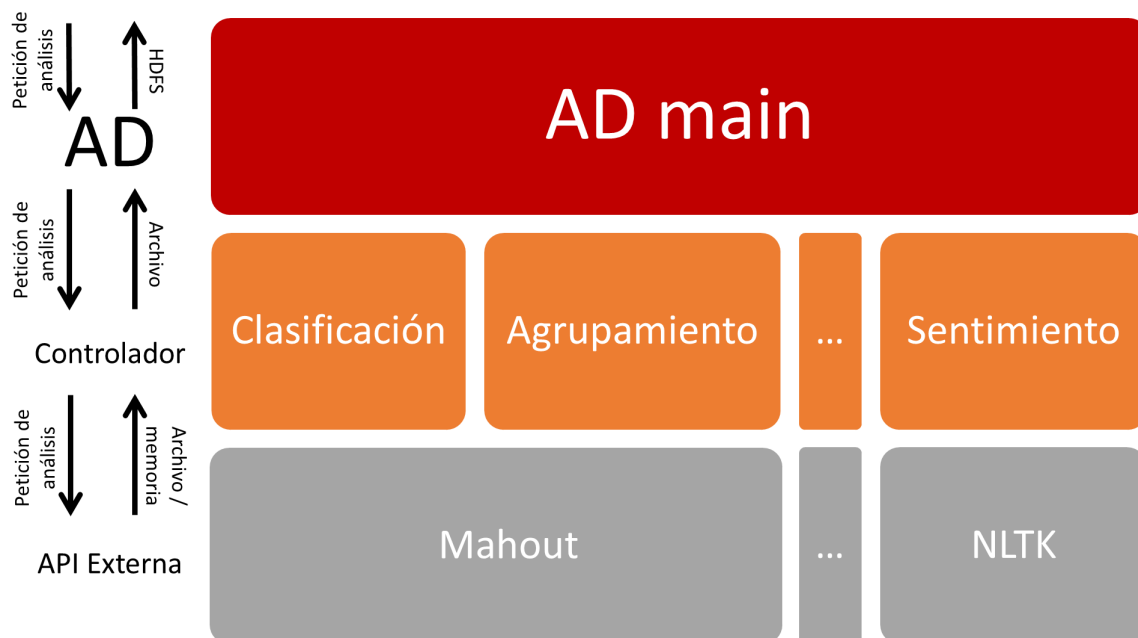 Petición de
análisis
HDFS
AD
AD main
Petición de
análisis
Archivo
Clasificación
Agrupamiento
...
Sentimiento
Controlador
Petición de
análisis
Archivo /
memoria
Mahout
...
NLTK
API Externa